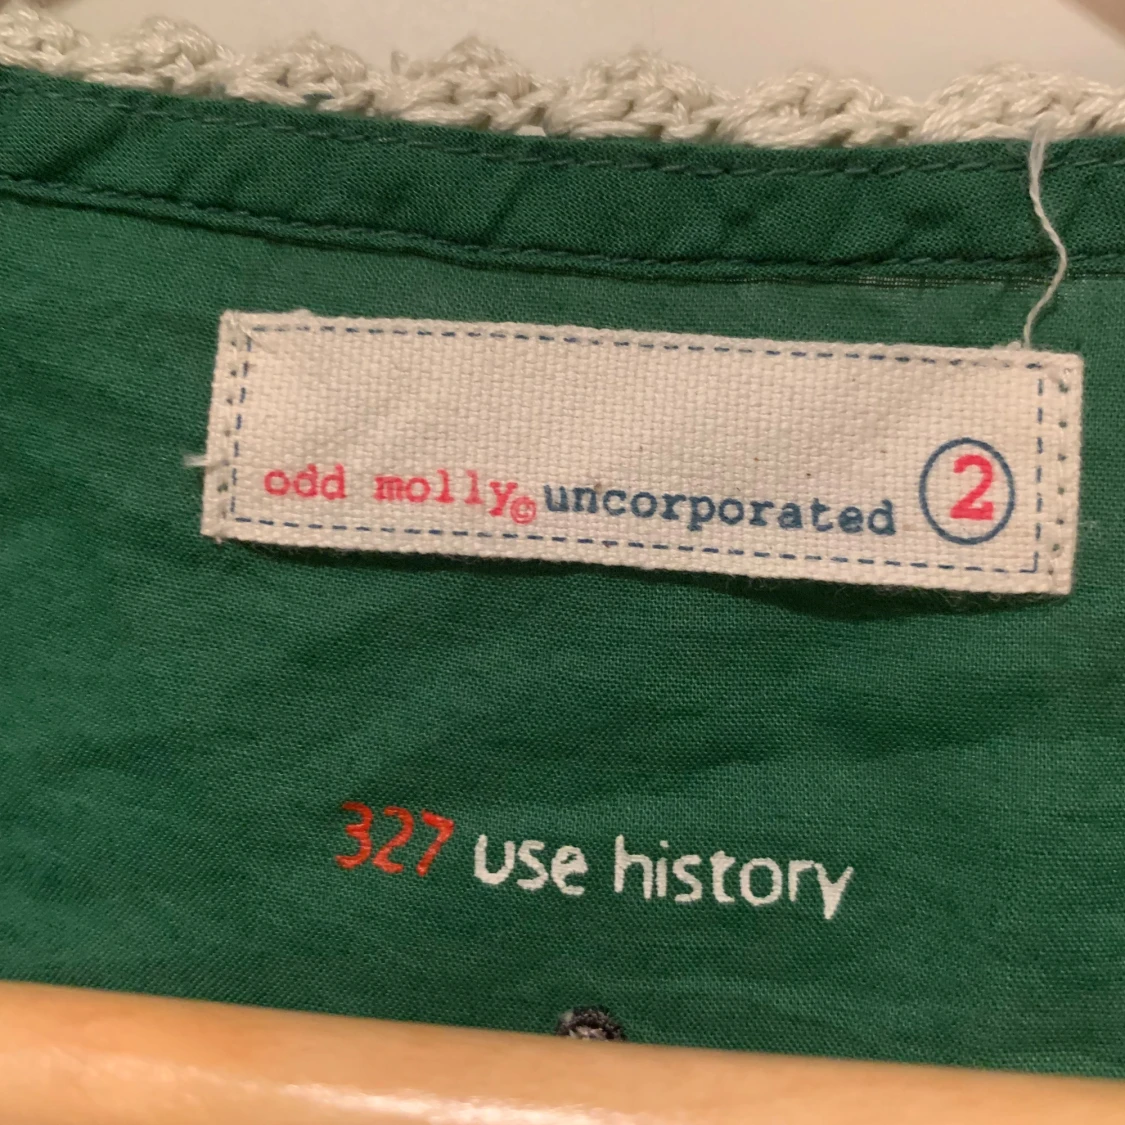 odd molly uncorporated 2
327 use history